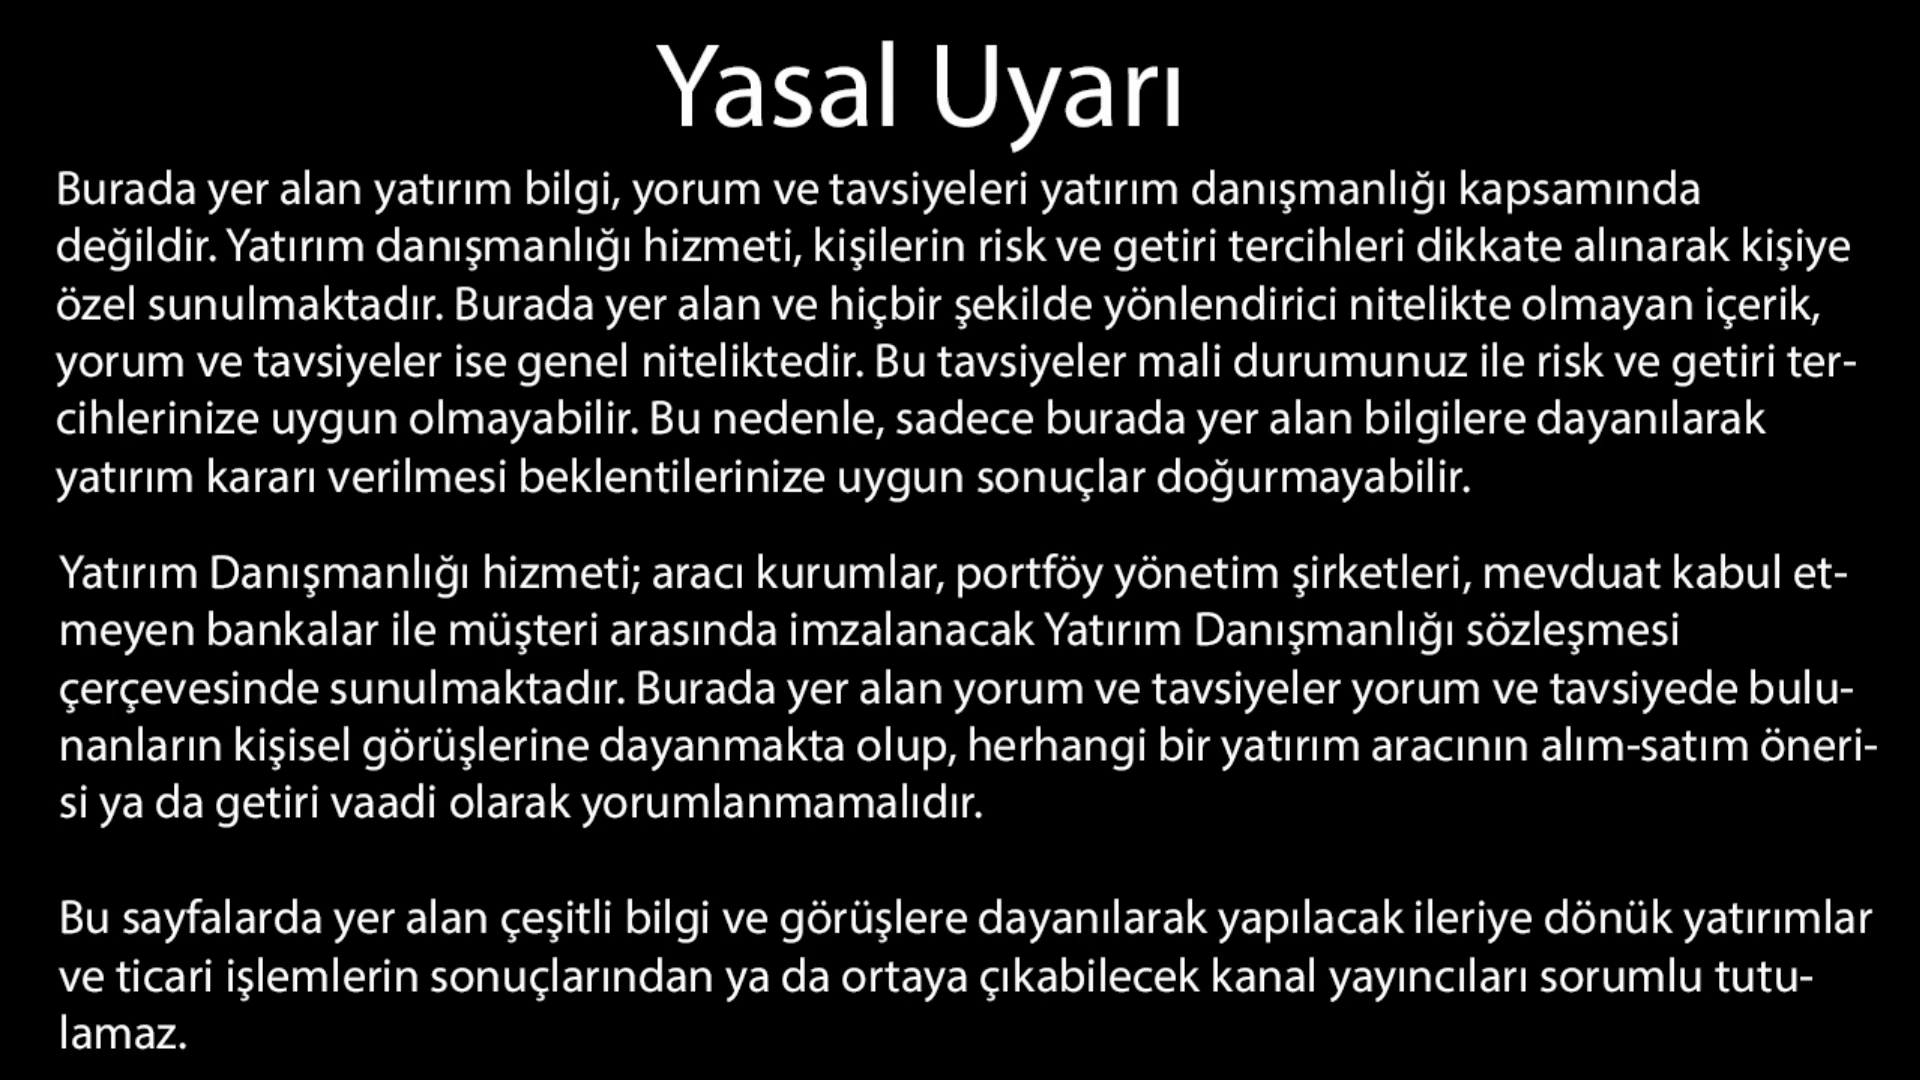 Yasal Uyarı
Burada yer alan yatırım bilgi, yorum ve tavsiyeleri yatırım danışmanlığı kapsamında
değildir. Yatırım danışmanlığı hizmeti, kişilerin risk ve getiri tercihleri dikkate alınarak kişiye
özel sunulmaktadır. Burada yer alan ve hiçbir şekilde yönlendirici nitelikte olmayan içerik,
yorum ve tavsiyeler ise genel niteliktedir. Bu tavsiyeler mali durumunuz ile risk ve getiri ter-
cihlerinize uygun olmayabilir. Bu nedenle, sadece burada yer alan bilgilere dayanılarak
yatırım kararı verilmesi beklentilerinize uygun sonuçlar doğurmayabilir.
Yatırım Danışmanlığı hizmeti; aracı kurumlar, portföy yönetim şirketleri, mevduat kabul et-
meyen bankalar ile müşteri arasında imzalanacak Yatırım Danışmanlığı sözleşmesi
çerçevesinde sunulmaktadır. Burada yer alan yorum ve tavsiyeler yorum ve tavsiyede bulu-
nanların kişisel görüşlerine dayanmakta olup, herhangi bir yatırım aracının alım-satım öneri-
si ya da getiri vaadi olarak yorumlanmamalıdır.
Bu sayfalarda yer alan çeşitli bilgi ve görüşlere dayanılarak yapılacak ileriye dönük yatırımlar
ve ticari işlemlerin sonuçlarından ya da ortaya çıkabilecek kanal yayıncıları sorumlu tutu-
lamaz.